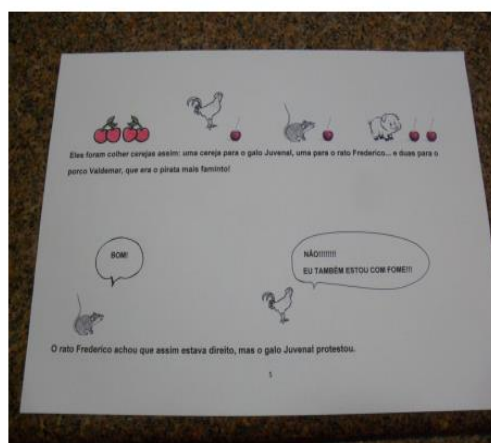 Eles foram colher cerejas assim: uma cereja para o galo Juvenal, uma para o rato Frederico... e duas para o
porco Valdemar, que era o pirata mais faminto!
BOM!
NÃO!!!!!!!!
EU TAMBÉM ESTOU COM FOME!!!
O rato Frederico achou que assim estava direito, mas o galo Juvenal protestou.
5